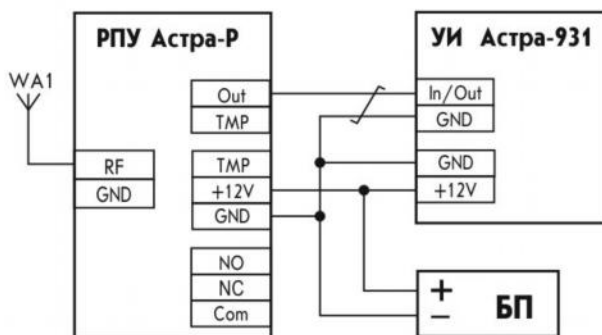 РПУ Астра-Р
УИ Астра-931
WA1
Out
TMP
In/Out
GND
RF
GND
TMP
+12V
GND
GND
+12V
NO
NC
Com
+
−
БП